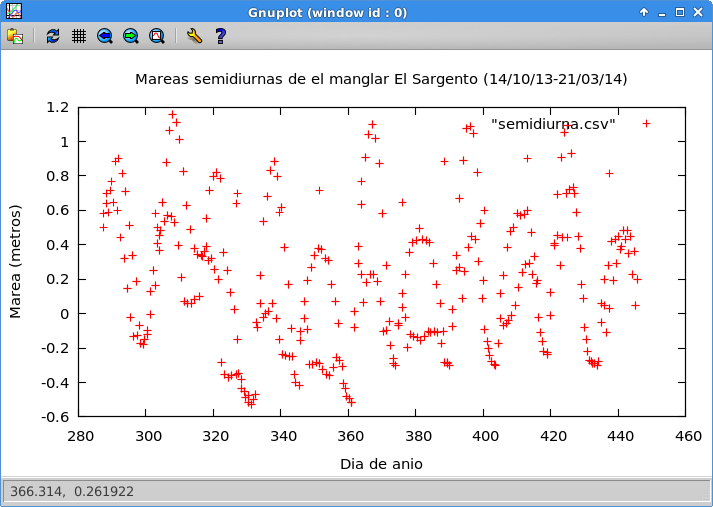 Gnuplot (window id : 0)
Mareas semidiurnas de el manglar El Sargento (14/10/13-21/03/14)
"semidiurna.csv"
Marea (metros)
1.2
1
0.8
0.6
0.4
0.2
0
-0.2
-0.4
-0.6
280 300 320 340 360 380 400 420 440 460
Dia de anio
366.314, 0.261922